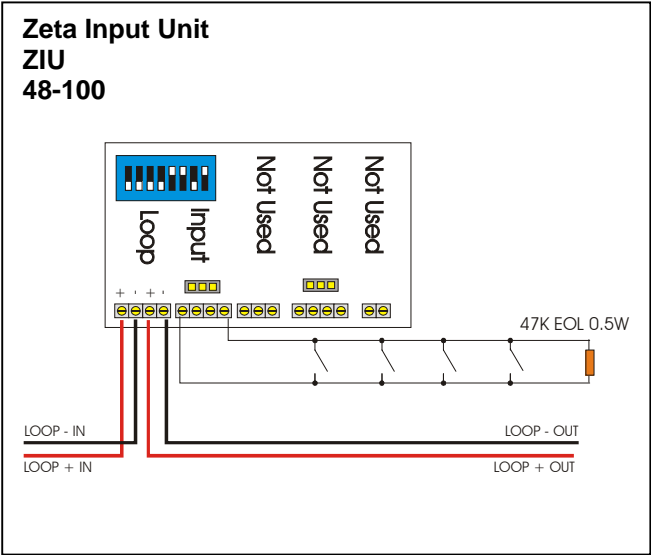 Zeta Input Unit
ZIU
48-100
Loop
Input
Not Used
Not Used
Not Used
+ - + -
47K EOL 0.5W
LOOP - IN
LOOP - OUT
LOOP + IN
LOOP + OUT